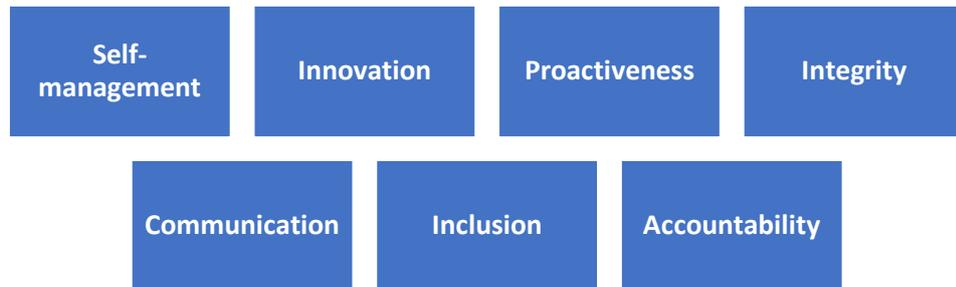 Self-
management
Innovation
Proactiveness
Integrity
Communication
Inclusion
Accountability